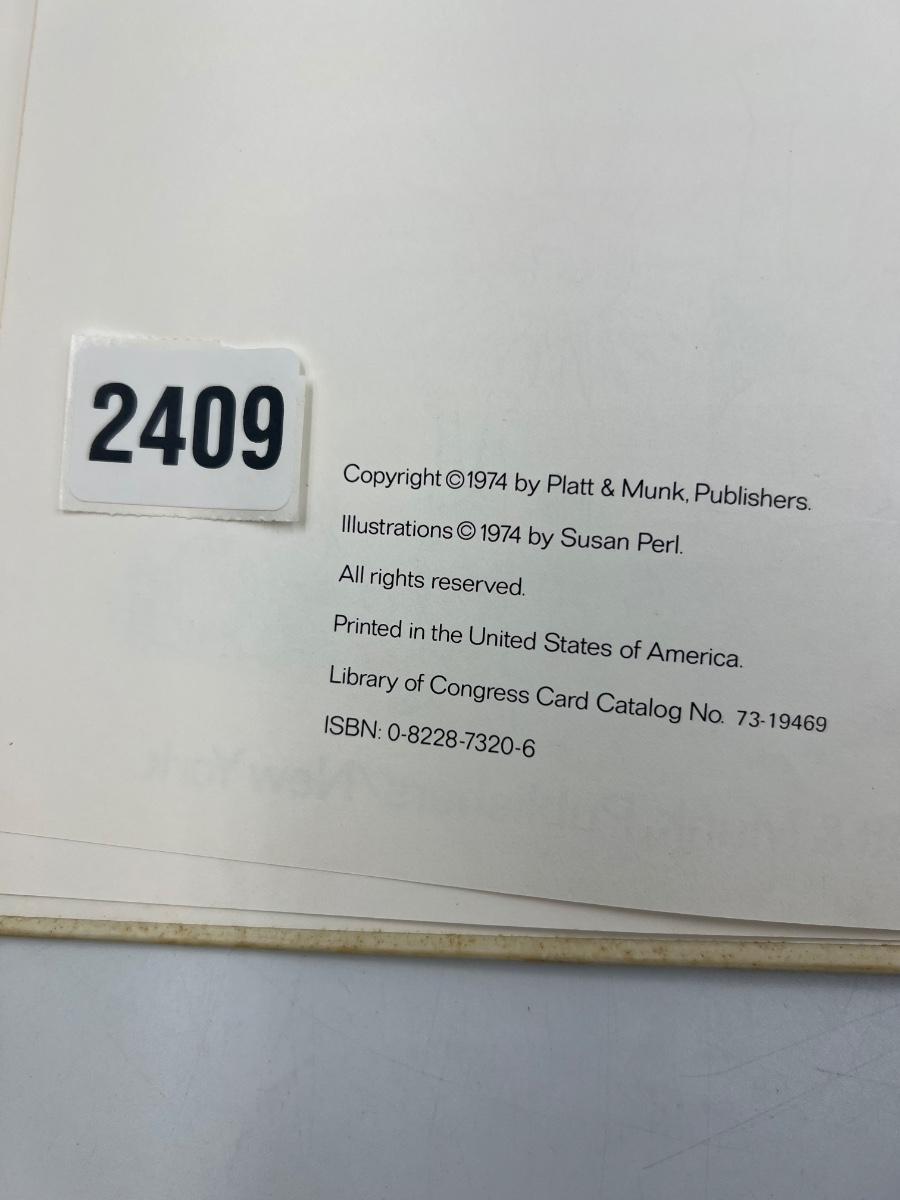 2409
Copyright ©1974 by Platt & Munk, Publishers.
Illustrations © 1974 by Susan Perl.
All rights reserved.
Printed in the United States of America.
Library of Congress Card Catalog No. 73-19469
ISBN: 0-8228-7320-6